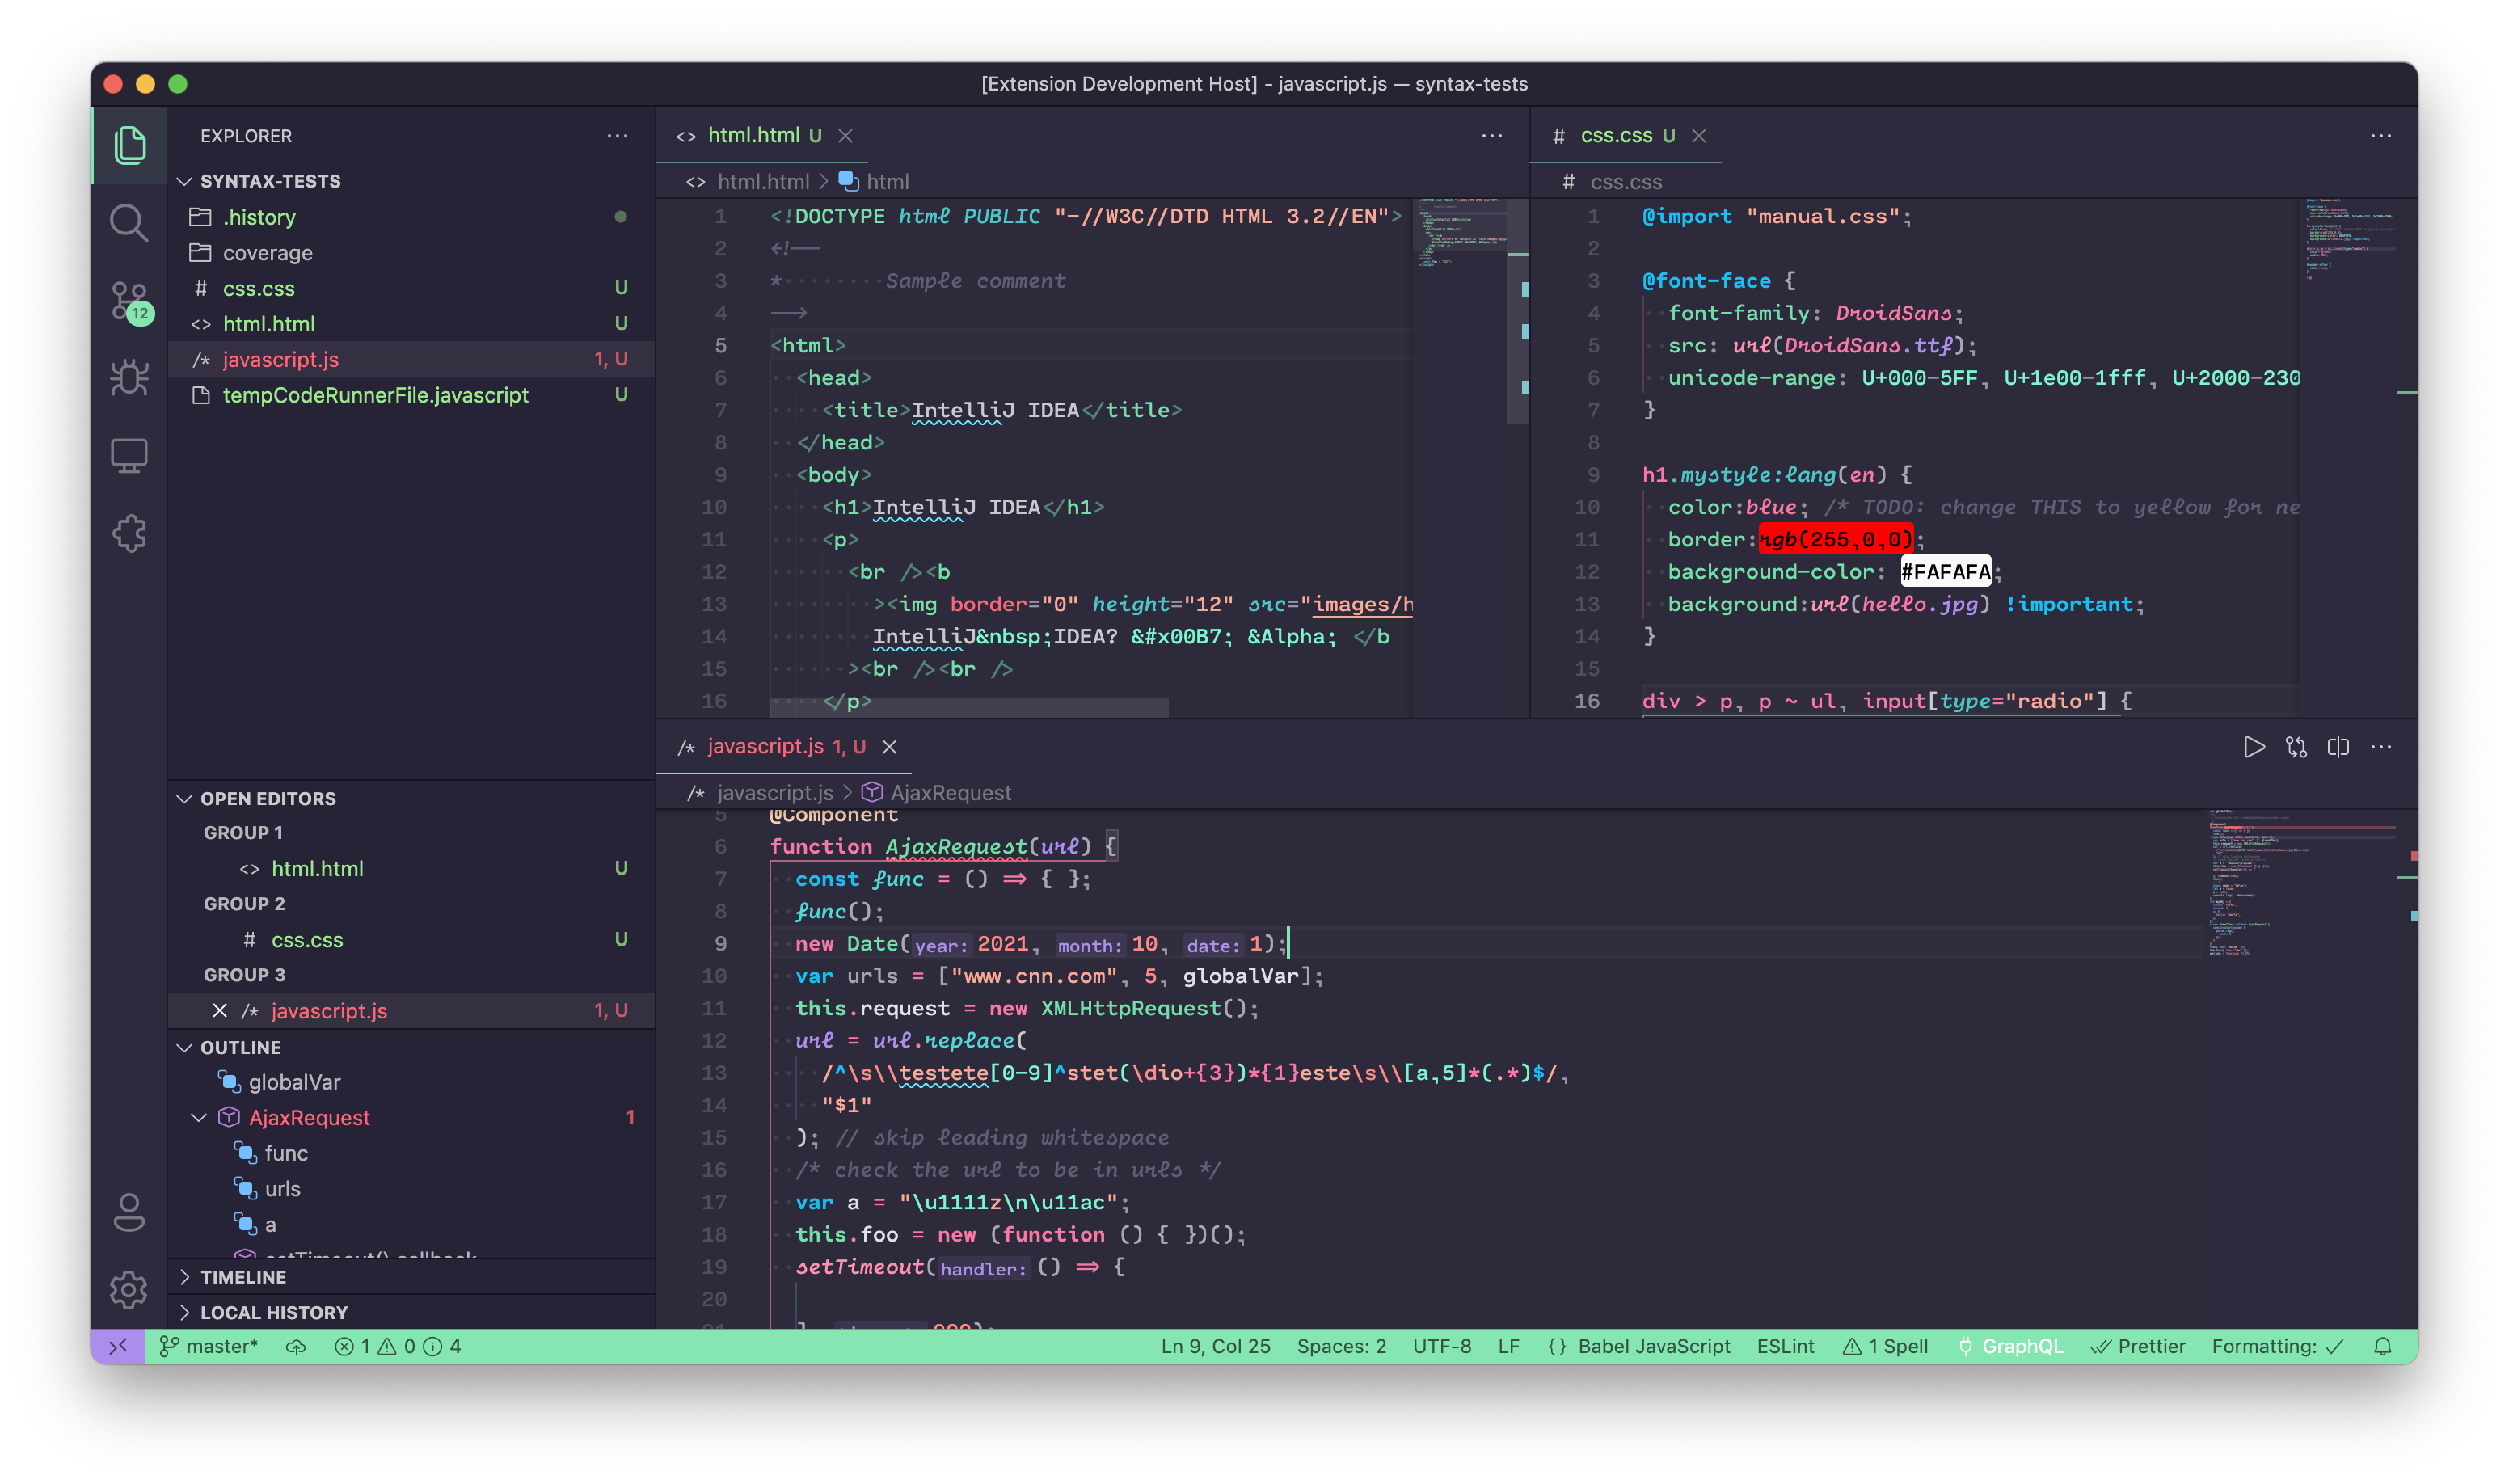 [Extension Development Host] - javascript.js — syntax-tests
EXPLORER
SYNTAX-TESTS
.history
coverage
# css.css U
<> html.html U
/* javascript.js 1, U
tempCodeRunnerFile.javascript U
OPEN EDITORS
GROUP 1
<> html.html U
GROUP 2
# css.css U
GROUP 3
/* javascript.js 1, U
OUTLINE
globalVar
AjaxRequest 1
func
urls
a
setTimeout() callback
TIMELINE
LOCAL HISTORY
12
<> html.html U
<> html.html > html
1 <!DOCTYPE html PUBLIC "-//W3C//DTD HTML 3.2//EN">
2 <!--
3 * Sample comment
4 -->
5 <html>
6 <head>
7 <title>IntelliJ IDEA</title>
8 </head>
9 <body>
10 <h1>IntelliJ IDEA</h1>
11 <p>
12 <br /><b
13 ><img border="0" height="12" src="images/h
14 IntelliJ&nbsp;IDEA? &#x00B7; &Alpha; </b
15 ><br /><br />
16 </p>
# css.css U
# css.css
1 @import "manual.css";
2
3 @font-face {
4 font-family: DroidSans;
5 src: url(DroidSans.ttf);
6 unicode-range: U+000-5FF, U+1e00-1fff, U+2000-230
7 }
8
9 h1.mystyle:lang(en) {
10 color:blue; /* TODO: change THIS to yellow for ne
11 border:rgb(255,0,0);
12 background-color: #FAFAFA;
13 background:url(hello.jpg) !important;
14 }
15
16 div > p, p ~ ul, input[type="radio"] {
/* javascript.js 1, U
/* javascript.js > AjaxRequest
5 @Component
6 function AjaxRequest(url) {
7 const func = () => { };
8 func();
9 new Date(year: 2021, month: 10, date: 1);
10 var urls = ["www.cnn.com", 5, globalVar];
11 this.request = new XMLHttpRequest();
12 url = url.replace(
13 /^\s\\testete[0-9]^stet(\dio+{3})*{1}este\s\\[a,5]*(.*)$/,
14 "$1"
15 ); // skip leading whitespace
16 /* check the url to be in urls */
17 var a = "\u1111z\n\u11ac";
18 this.foo = new (function () { })();
19 setTimeout(handler: () => {
20
master* 1 0 4 Ln 9, Col 25 Spaces: 2 UTF-8 LF {} Babel JavaScript ESLint 1 Spell GraphQL Prettier Formatting: